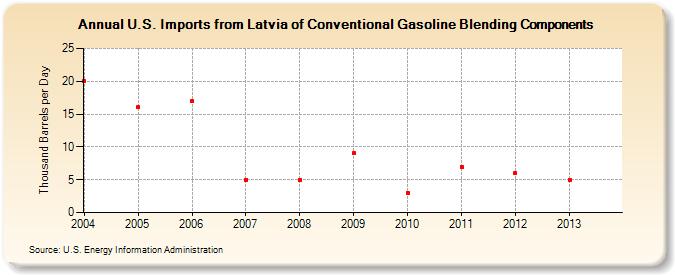 Annual U.S. Imports from Latvia of Conventional Gasoline Blending Components
Thousand Barrels per Day
25
20
15
10
5
0
2004 2005 2006 2007 2008 2009 2010 2011 2012 2013
Source: U.S. Energy Information Administration